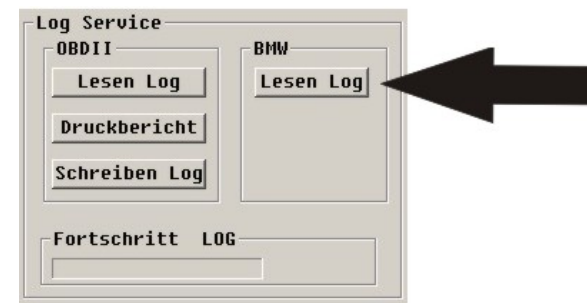 Log Service
OBDII
BMW
Lesen Log
Lesen Log
Druckbericht
Schreiben Log
Fortschritt LOG